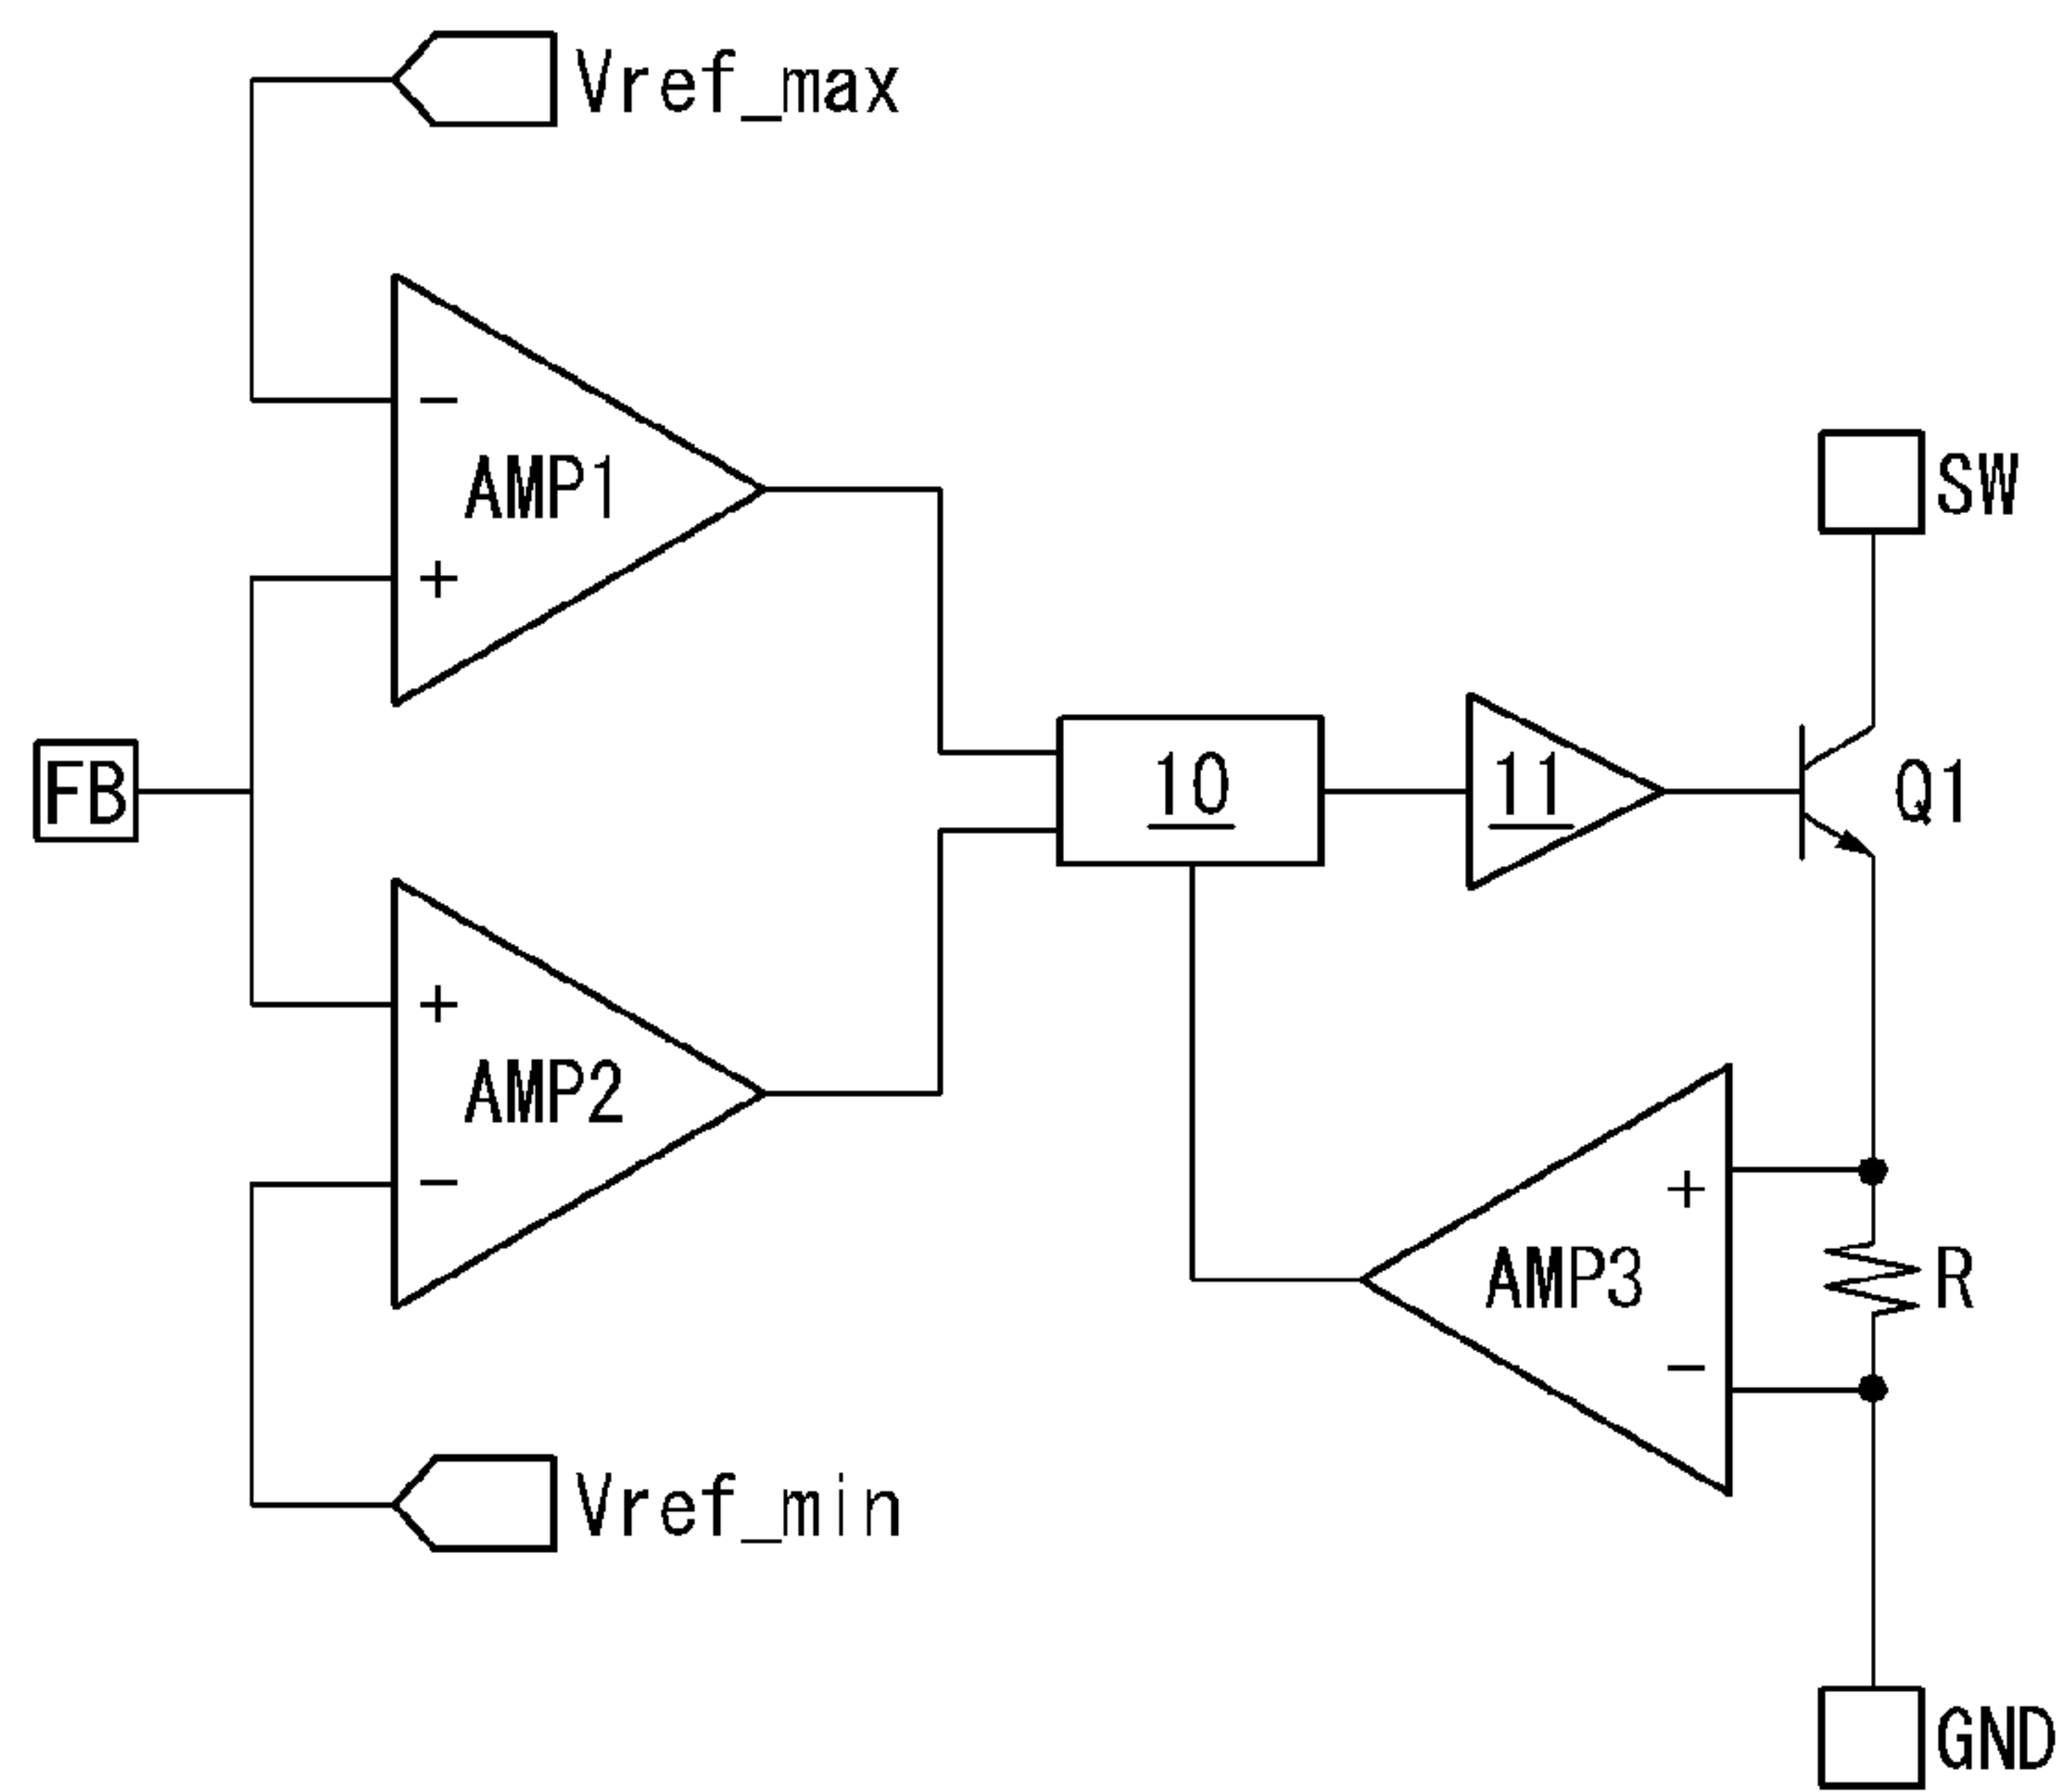 Vref_max
-
AMP1
+
SW
FB
10
11
Q1
+
AMP2
-
+
AMP3
-
R
Vref_min
GND